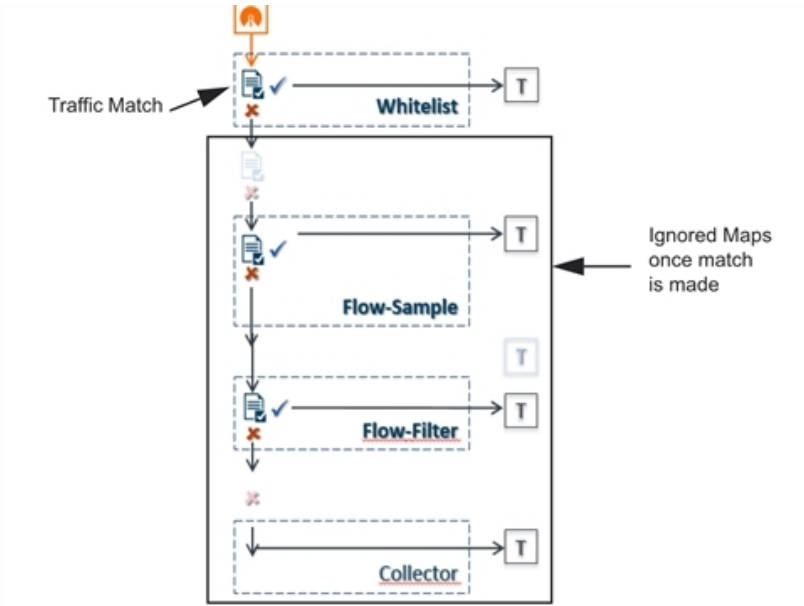 Traffic Match
T
Whitelist
T
Ignored Maps
once match
is made
Flow-Sample
T
T
Flow-Filter
T
Collector